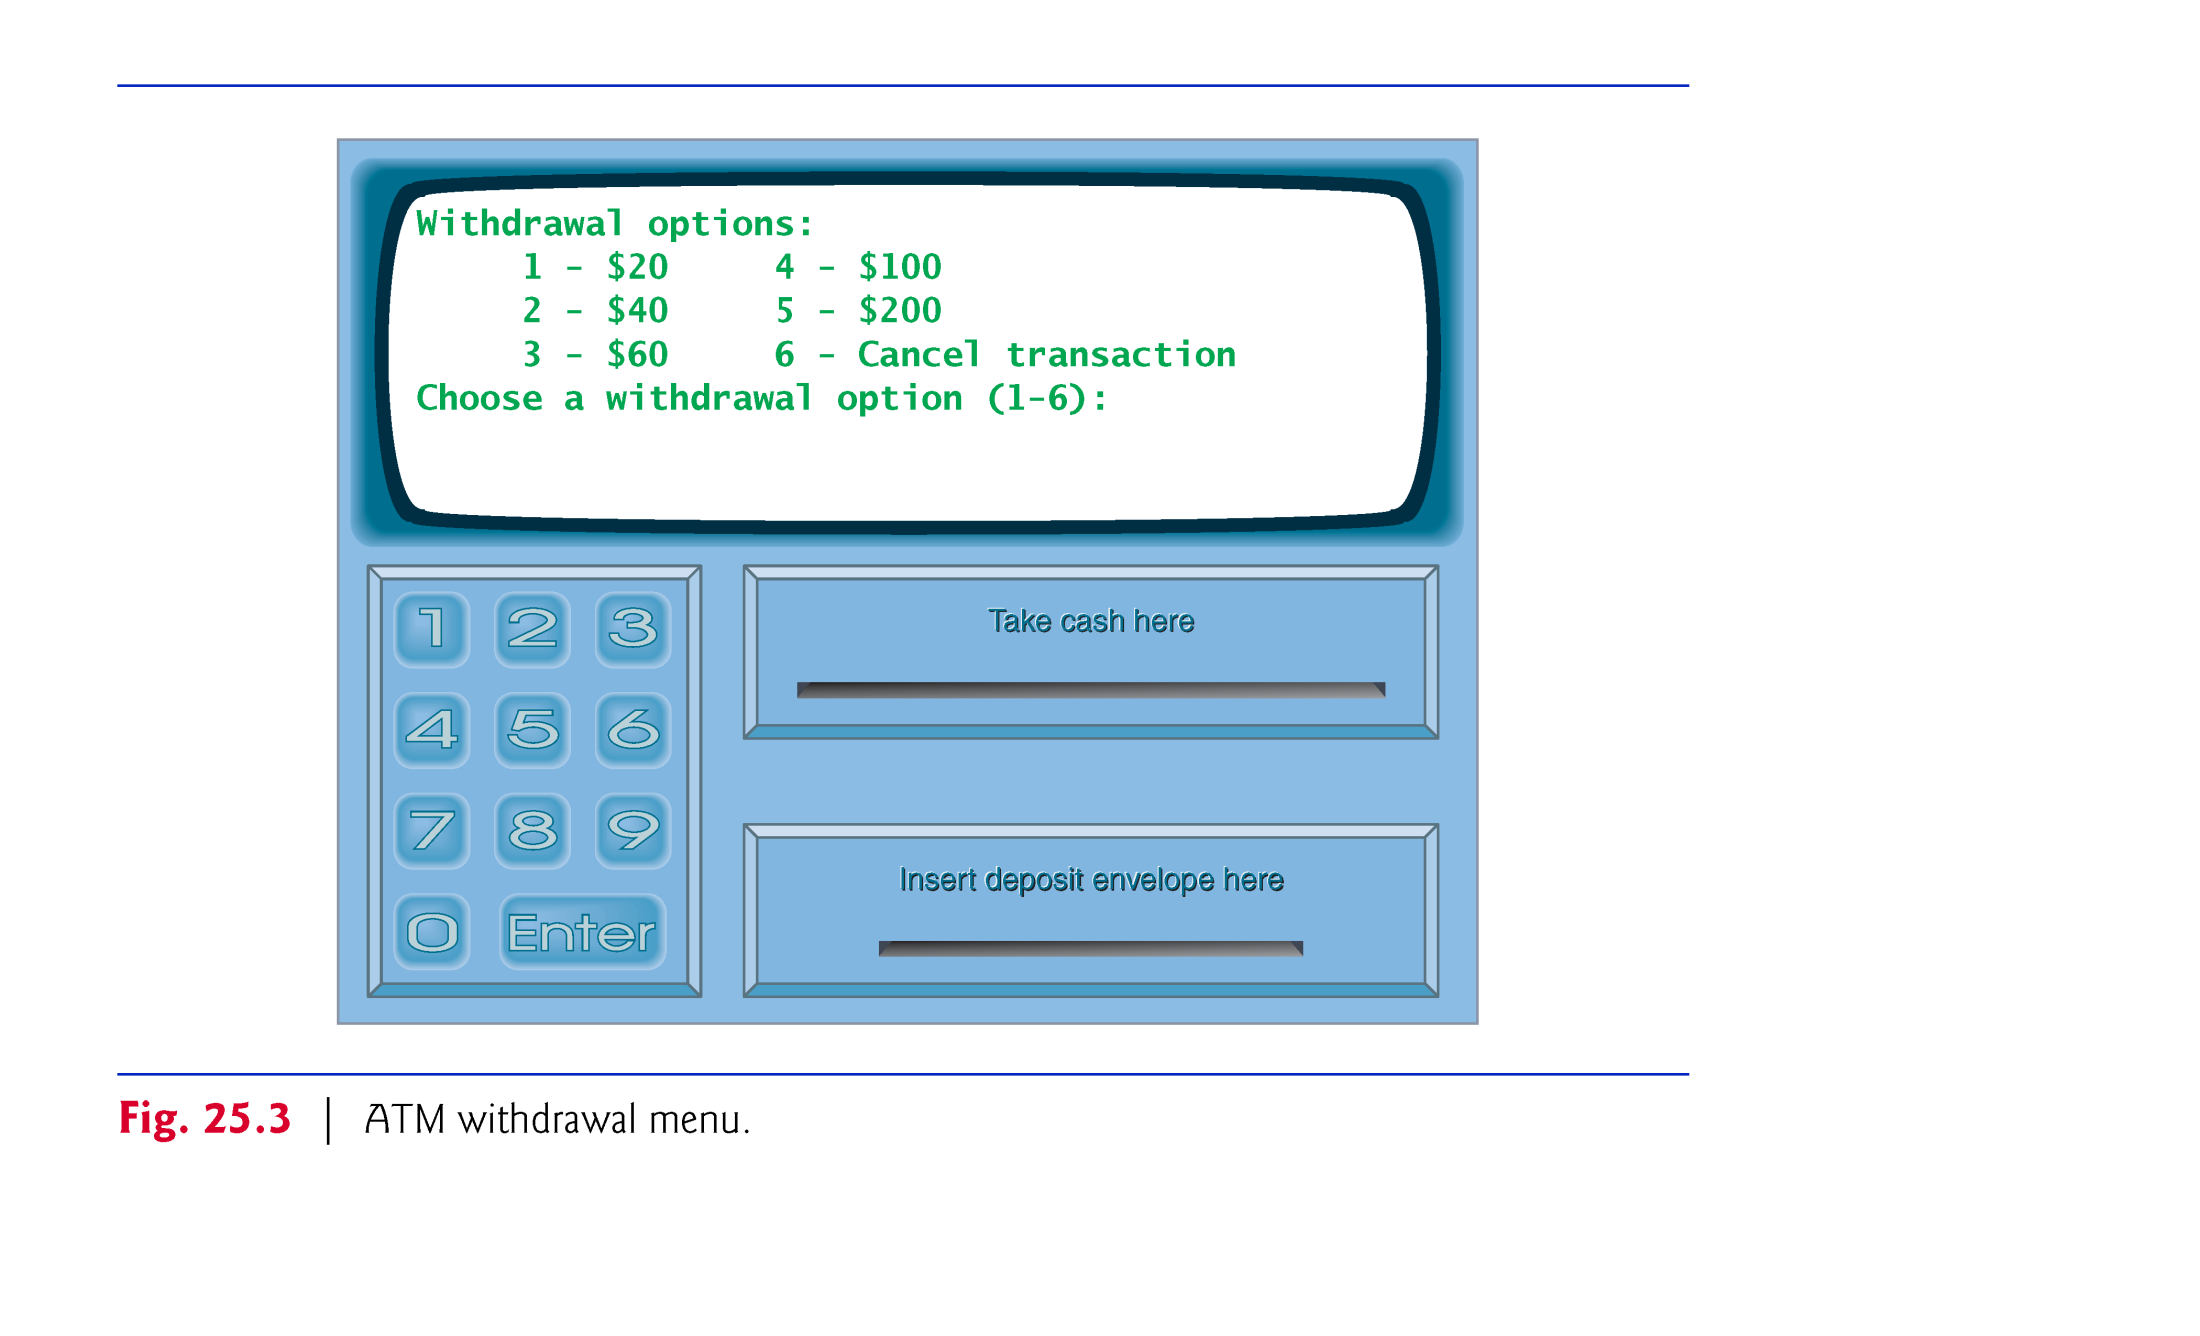 Withdrawal options:
1 – $20 4 – $100
2 – $40 5 – $200
3 – $60 6 – Cancel transaction
Choose a withdrawal option (1–6):
1 2 3
4 5 6
7 8 9
0 Enter
Take cash here
Insert deposit envelope here
Fig. 25.3 | ATM withdrawal menu.